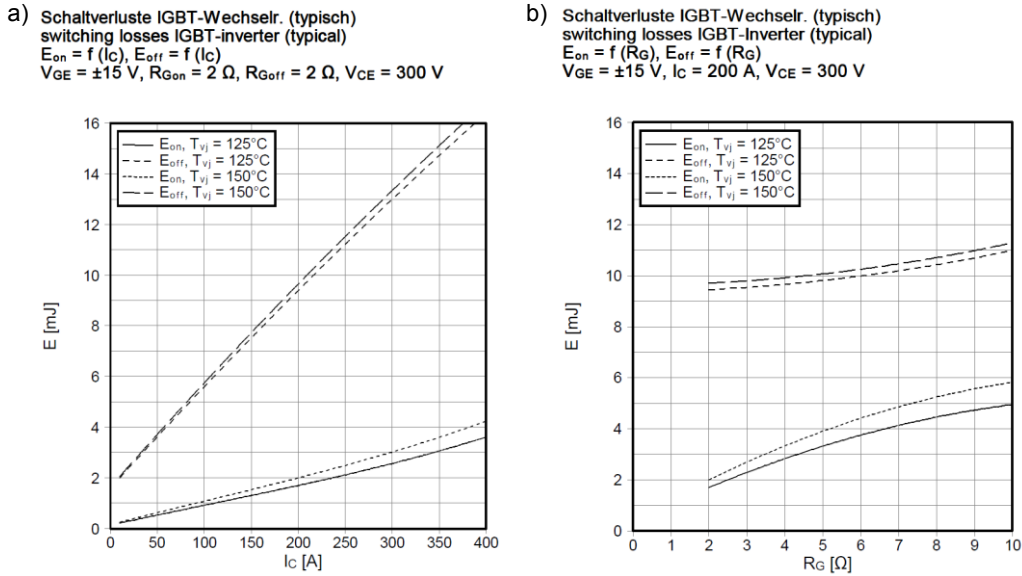 a) Schaltverluste IGBT-Wechselr. (typisch)
switching losses IGBT-inverter (typical)
Eon = f (IC), Eoff = f (IC)
VGE = ±15 V, RGon = 2 Ω, RGoff = 2 Ω, VCE = 300 V
16
14
12
10
8
6
4
2
0
E [mJ]
Eon, Tvj = 125°C
Eoff, Tvj = 125°C
Eon, Tvj = 150°C
Eoff, Tvj = 150°C
0 50 100 150 200 250 300 350 400
IC [A]
b) Schaltverluste IGBT-Wechselr. (typisch)
switching losses IGBT-Inverter (typical)
Eon = f (RG), Eoff = f (RG)
VGE = ±15 V, IC = 200 A, VCE = 300 V
16
14
12
10
8
6
4
2
0
E [mJ]
Eon, Tvj = 125°C
Eoff, Tvj = 125°C
Eon, Tvj = 150°C
Eoff, Tvj = 150°C
0 1 2 3 4 5 6 7 8 9 10
RG [Ω]